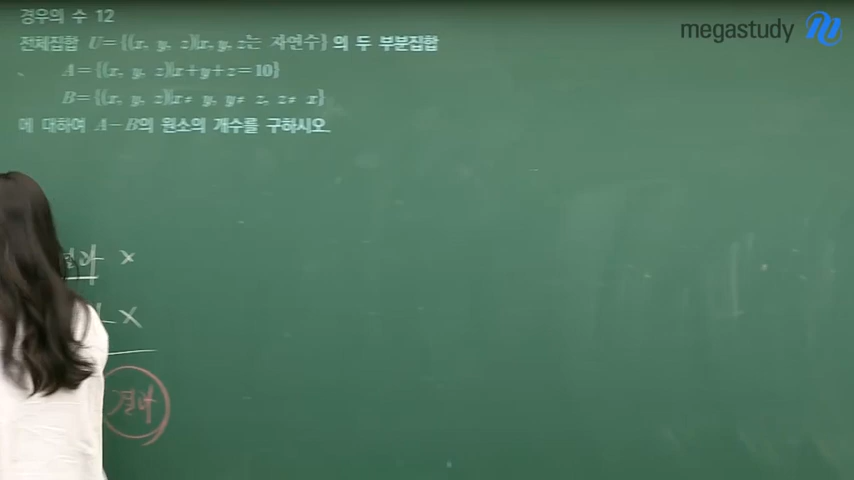 경우의 수 12
megastudy
전체집합 U={(x, y, z)|x, y, z는 자연수} 의 두 부분집합
A={(x, y, z)|x+y+z=10}
B={(x, y, z)|x≠ y, y≠ z, z≠ x}
에 대하여 A-B의 원소의 개수를 구하시오.
×
×